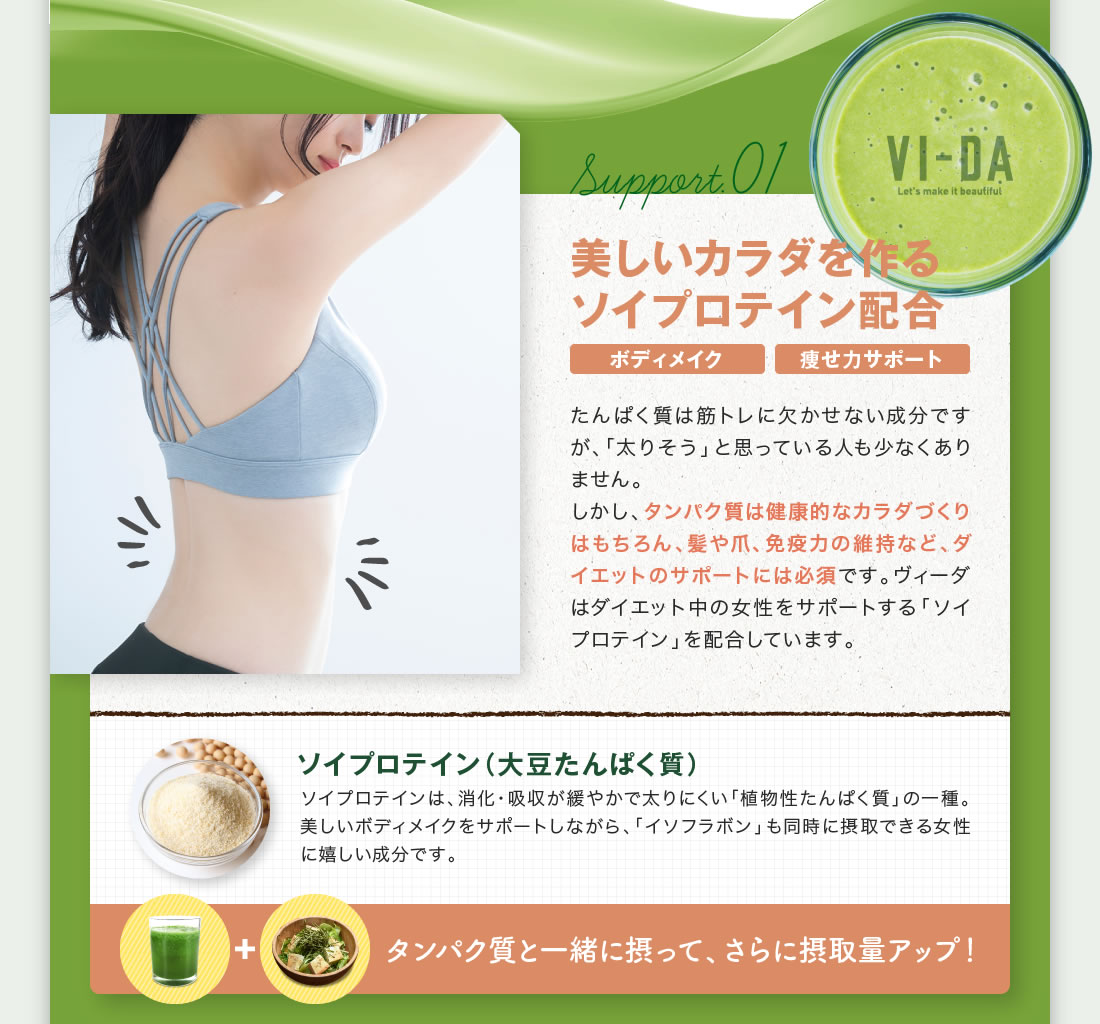 VI-DA
Let's make it beautiful
Support.01
美しいカラダを作る
ソイプロテイン配合
ボディメイク
痩せ力サポート
たんぱく質は筋トレに欠かせない成分です
が、「太りそう」と思っている人も少なくあり
ません。
しかし、タンパク質は健康的なカラダづくり
はもちろん、髪や爪、免疫力の維持など、ダ
イエットのサポートには必須です。ヴィーダ
はダイエット中の女性をサポートする「ソイ
プロテイン」を配合しています。
ソイプロテイン（大豆たんぱく質）
ソイプロテインは、消化・吸収が緩やかで太りにくい「植物性たんぱく質」の一種。
美しいボディメイクをサポートしながら、「イソフラボン」も同時に摂取できる女性
に嬉しい成分です。
+
タンパク質と一緒に摂って、さらに摂取量アップ！